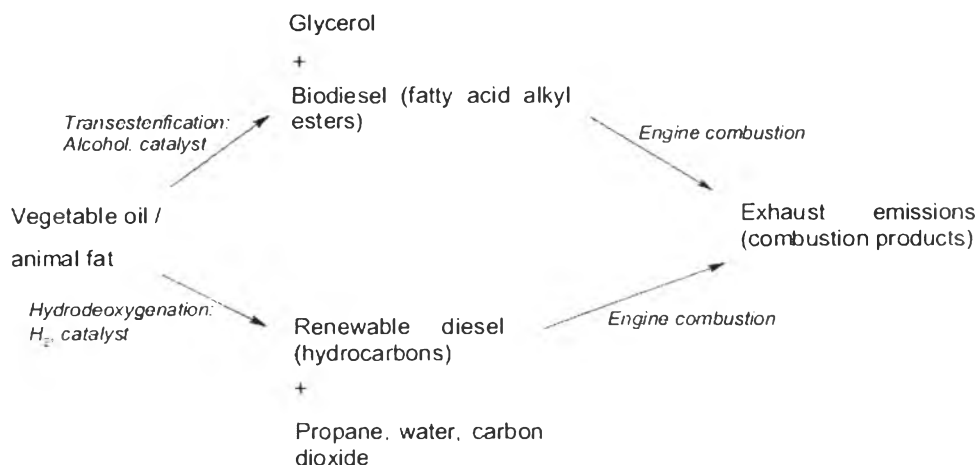 Glycerol
+
Biodiesel (fatty acid alkyl
esters)
Transestenfication:
Alcohol. catalyst
Engine combustion
Vegetable oil /
animal fat
Exhaust emissions
(combustion products)
Hydrodeoxygenation:
H₂, catalyst
Renewable diesel
(hydrocarbons)
Engine combustion
+
Propane, water, carbon
dioxide